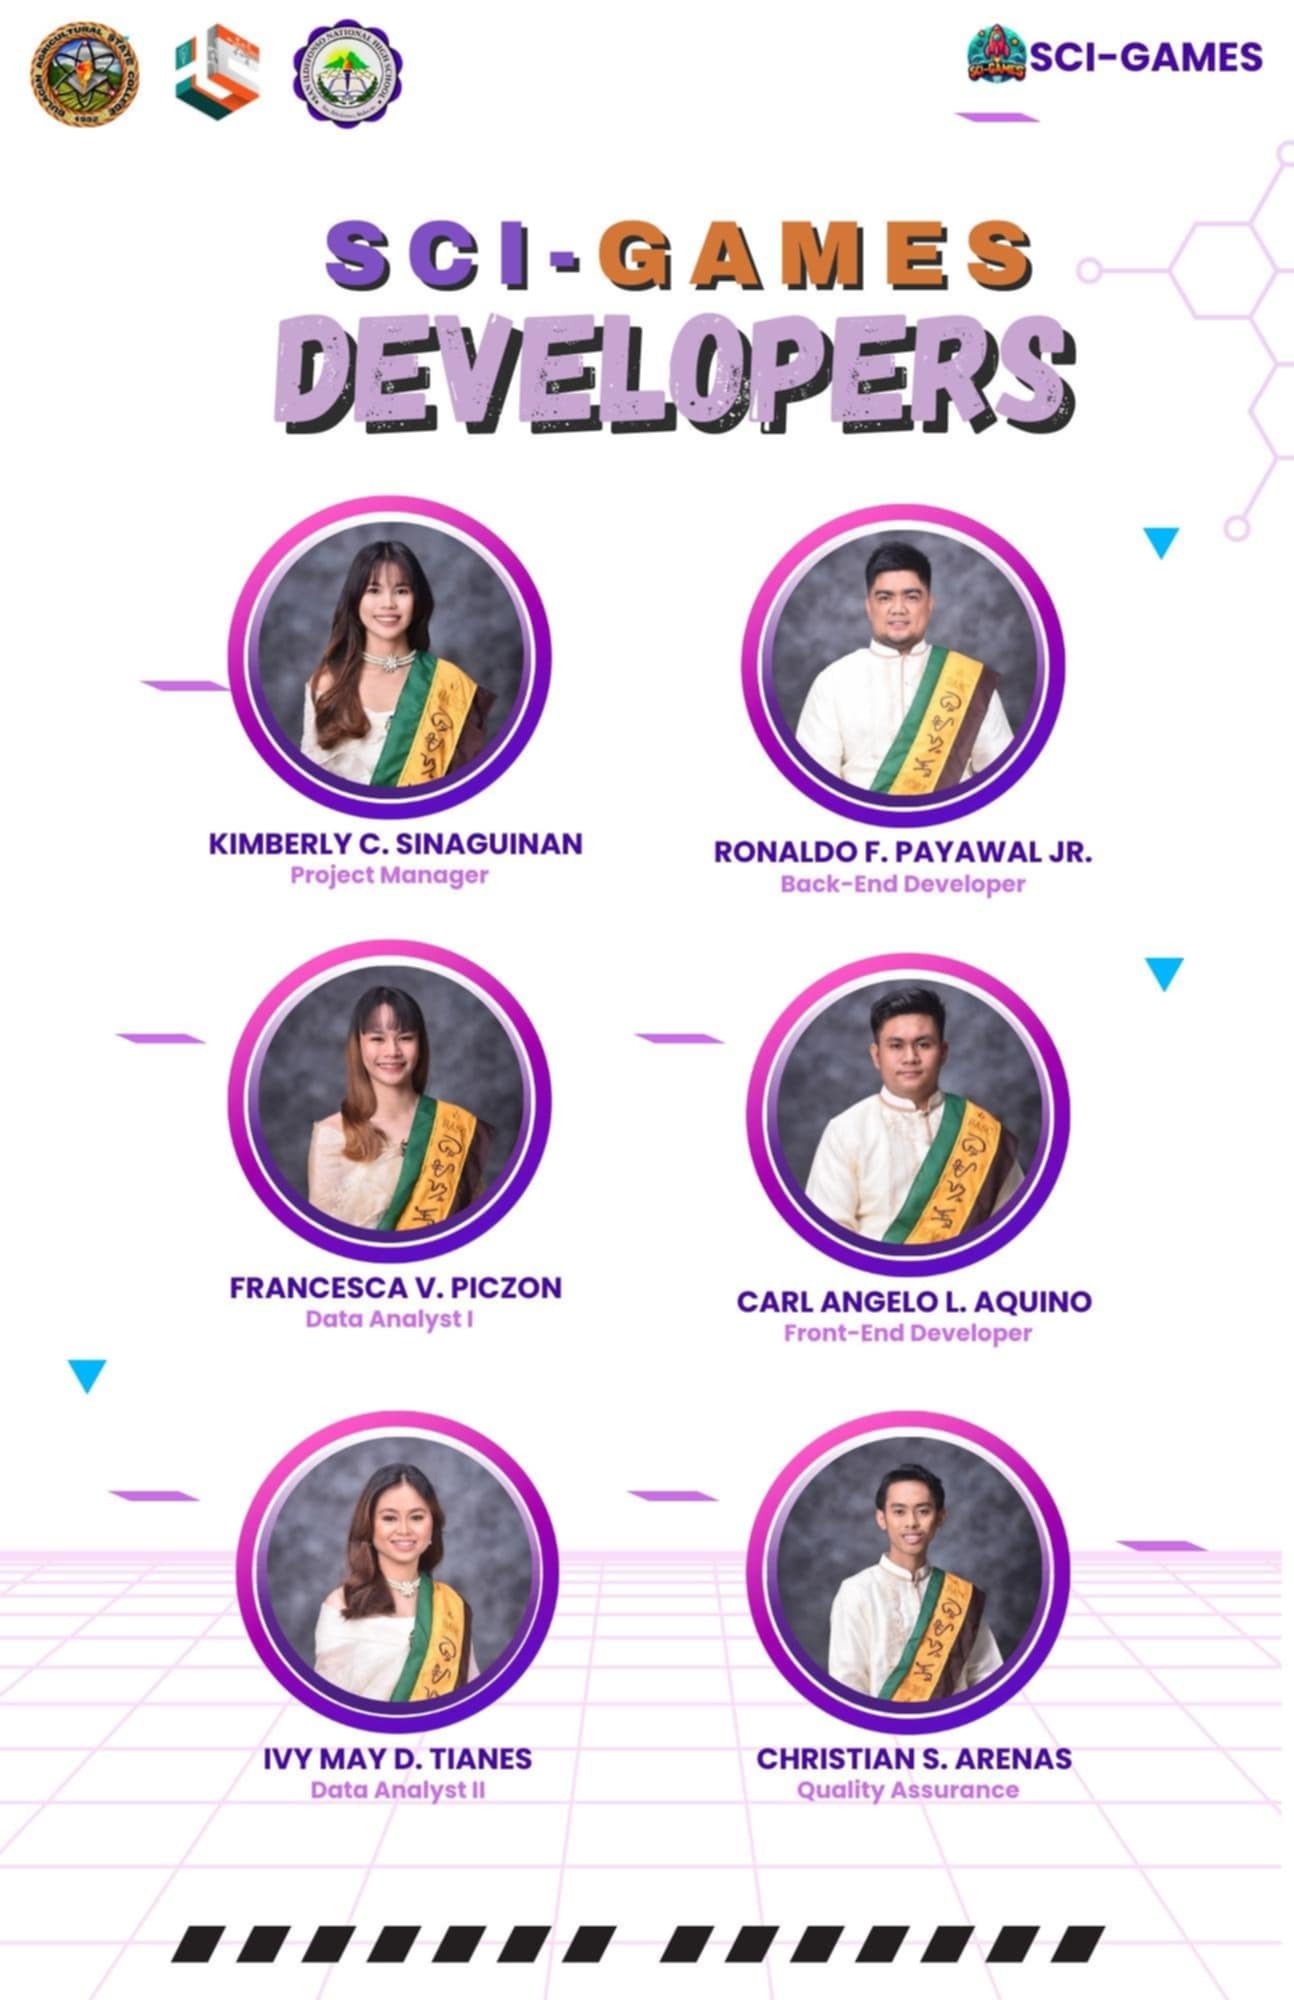 BULACAN AGRICULTURAL STATE COLLEGE
1952
SAN ILDEFONSO NATIONAL HIGH SCHOOL
SCI-GAMES
SCI-GAMES
SCI-GAMES
DEVELOPERS
KIMBERLY C. SINAGUINAN
Project Manager
RONALDO F. PAYAWAL JR.
Back-End Developer
FRANCESCA V. PICZON
Data Analyst I
CARL ANGELO L. AQUINO
Front-End Developer
IVY MAY D. TIANES
Data Analyst II
CHRISTIAN S. ARENAS
Quality Assurance